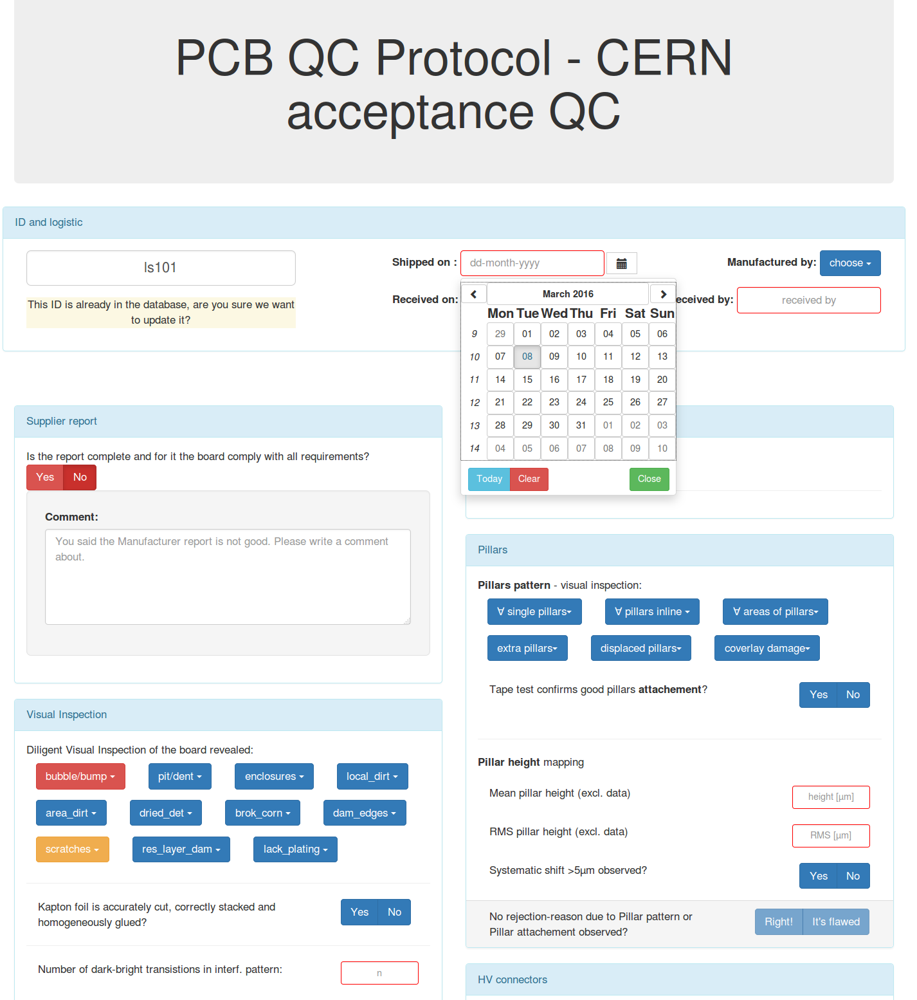 PCB QC Protocol - CERN
acceptance QC
ID and logistic
ls101
This ID is already in the database, are you sure we want
to update it?
Shipped on : dd-month-yyyy
Manufactured by: choose
Received on:
eceived by: received by
March 2016
Mon Tue Wed Thu Fri Sat Sun
9 29 01 02 03 04 05 06
10 07 08 09 10 11 12 13
11 14 15 16 17 18 19 20
12 21 22 23 24 25 26 27
13 28 29 30 31 01 02 03
14 04 05 06 07 08 09 10
Today Clear Close
Supplier report
Is the report complete and for it the board comply with all requirements?
Yes No
Comment:
You said the Manufacturer report is not good. Please write a comment
about.
Visual Inspection
Diligent Visual Inspection of the board revealed:
bubble/bump pit/dent enclosures local_dirt
area_dirt dried_det brok_corn dam_edges
scratches res_layer_dam lack_plating
Kapton foil is accurately cut, correctly stacked and
homogeneously glued?
Yes No
Number of dark-bright transistions in interf. pattern:
n
Pillars
Pillars pattern - visual inspection:
∀ single pillars ∀ pillars inline ∀ areas of pillars
extra pillars displaced pillars coverlay damage
Tape test confirms good pillars attachement?
Yes No
Pillar height mapping
Mean pillar height (excl. data)
height [µm]
RMS pillar height (excl. data)
RMS [µm]
Systematic shift >5µm observed?
Yes No
No rejection-reason due to Pillar pattern or
Pillar attachement observed?
Right! It's flawed
HV connectors